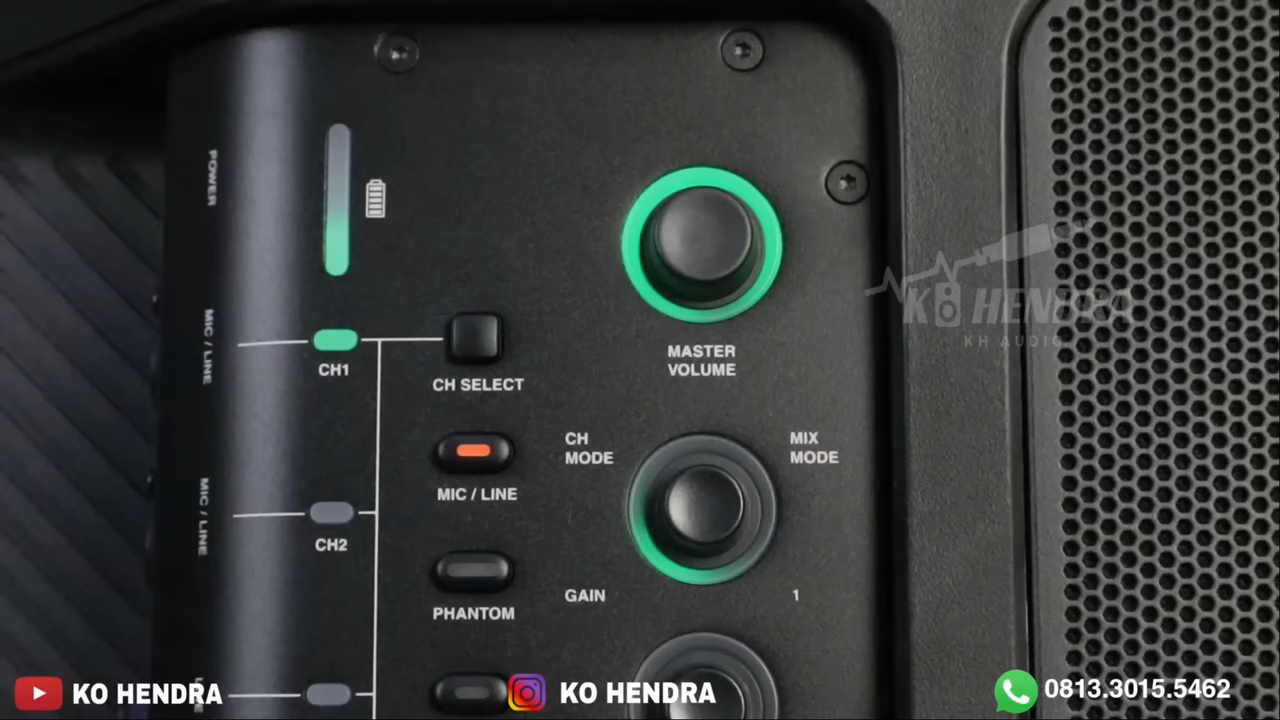 POWER
MIC / LINE
CH1
CH SELECT
MASTER
VOLUME
KO HENDRA
KH AUDIO
CH
MODE
MIX
MODE
MIC / LINE
MIC / LINE
CH2
PHANTOM
GAIN
1
KO HENDRA
KO HENDRA
0813.3015.5462